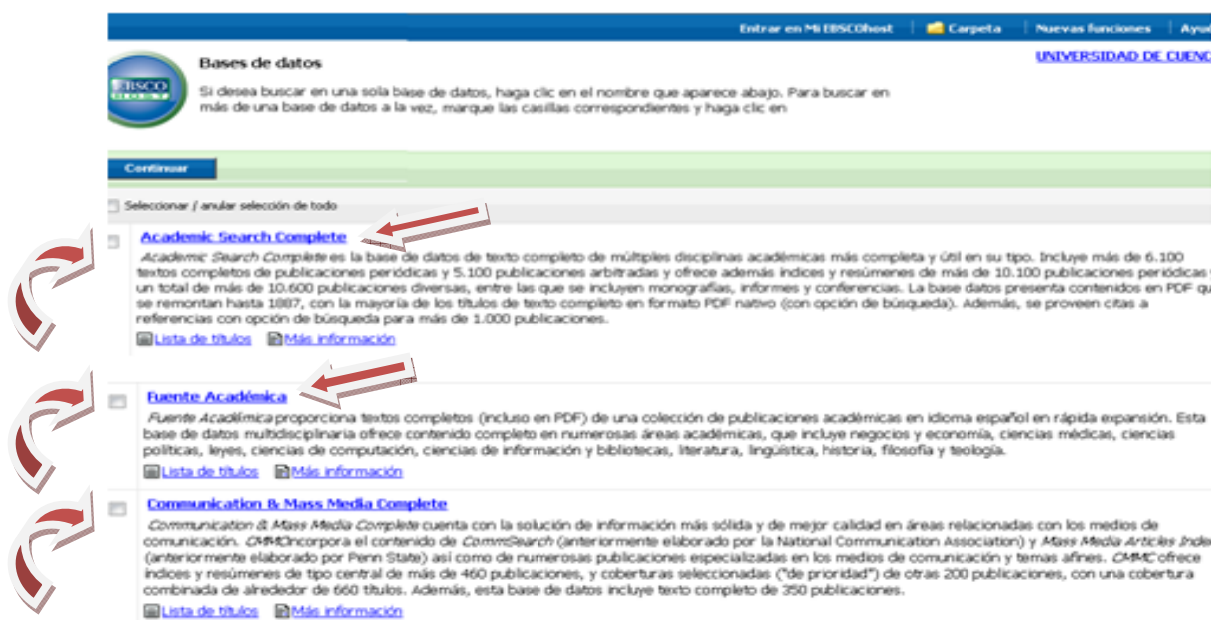 Entrar en Mi EBSCOhost Carpeta Nuevas funciones Ayud
UNIVERSIDAD DE CUENC
EBSCO
HOST
Bases de datos
Si desea buscar en una sola base de datos, haga clic en el nombre que aparece abajo. Para buscar en
más de una base de datos a la vez, marque las casillas correspondientes y haga clic en
Continuar
Seleccionar / anular selección de todo
Academic Search Complete
Academic Search Complete es la base de datos de texto completo de múltiples disciplinas académicas más completa y útil en su tipo. Incluye más de 6.100
textos completos de publicaciones periódicas y 5.100 publicaciones arbitradas y ofrece además índices y resúmenes de más de 10.100 publicaciones periódicas y
un total de más de 10.600 publicaciones diversas, entre las que se incluyen monografías, informes y conferencias. La base datos presenta contenidos en PDF qu
se remontan hasta 1887, con la mayoría de los títulos de texto completo en formato PDF nativo (con opción de búsqueda). Además, se proveen citas a
referencias con opción de búsqueda para más de 1.000 publicaciones.
Lista de títulos Más información
Fuente Académica
Fuente Académica proporciona textos completos (incluso en PDF) de una colección de publicaciones académicas en idioma español en rápida expansión. Esta
base de datos multidisciplinaria ofrece contenido completo en numerosas áreas académicas, que incluye negocios y economía, ciencias médicas, ciencias
políticas, leyes, ciencias de computación, ciencias de información y bibliotecas, literatura, lingüística, historia, filosofía y teología.
Lista de títulos Más información
Communication & Mass Media Complete
Communication & Mass Media Complete cuenta con la solución de información más sólida y de mejor calidad en áreas relacionadas con los medios de
comunicación. CMMC incorpora el contenido de CommSearch (anteriormente elaborado por la National Communication Association) y Mass Media Articles Index
(anteriormente elaborado por Penn State) así como de numerosas publicaciones especializadas en los medios de comunicación y temas afines. CMMC ofrece
índices y resúmenes de tipo central de más de 460 publicaciones, y coberturas seleccionadas ("de prioridad") de otras 200 publicaciones, con una cobertura
combinada de alrededor de 660 títulos. Además, esta base de datos incluye texto completo de 350 publicaciones.
Lista de títulos Más información